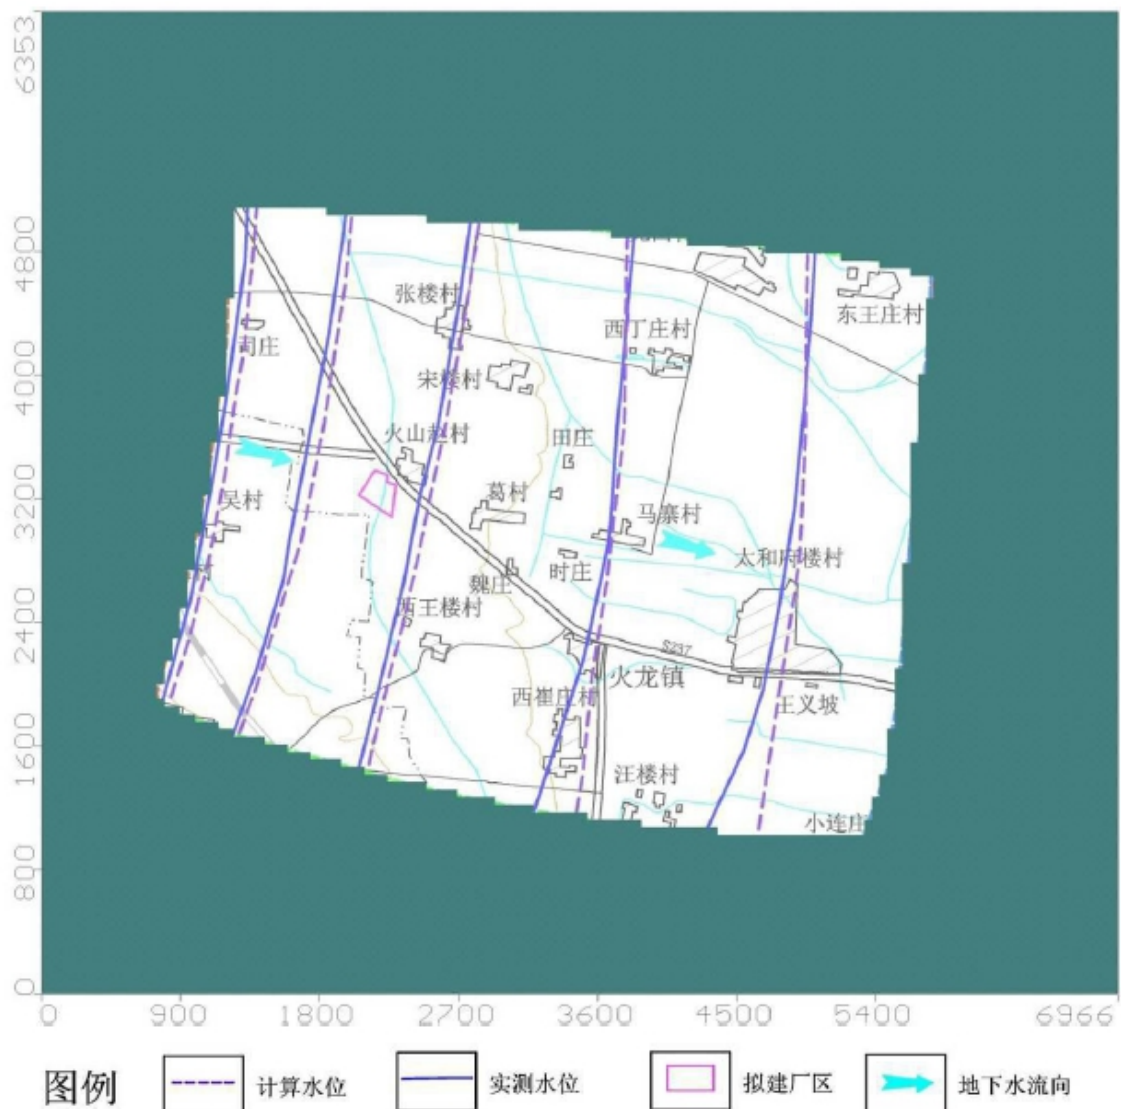 6353
4800
4000
3200
2400
1600
800
0
东王庄村
张楼村
西丁庄村
周庄
宋楼村
火山赵村
田庄
吴村
葛村
马寨村
太和府楼村
村
魏庄
时庄
西王楼村
S237
火龙镇
西崔庄村
王义坡
汪楼村
小连庄
0 900 1800 2700 3600 4500 5400 6966
图例 计算水位 实测水位 拟建厂区 地下水流向